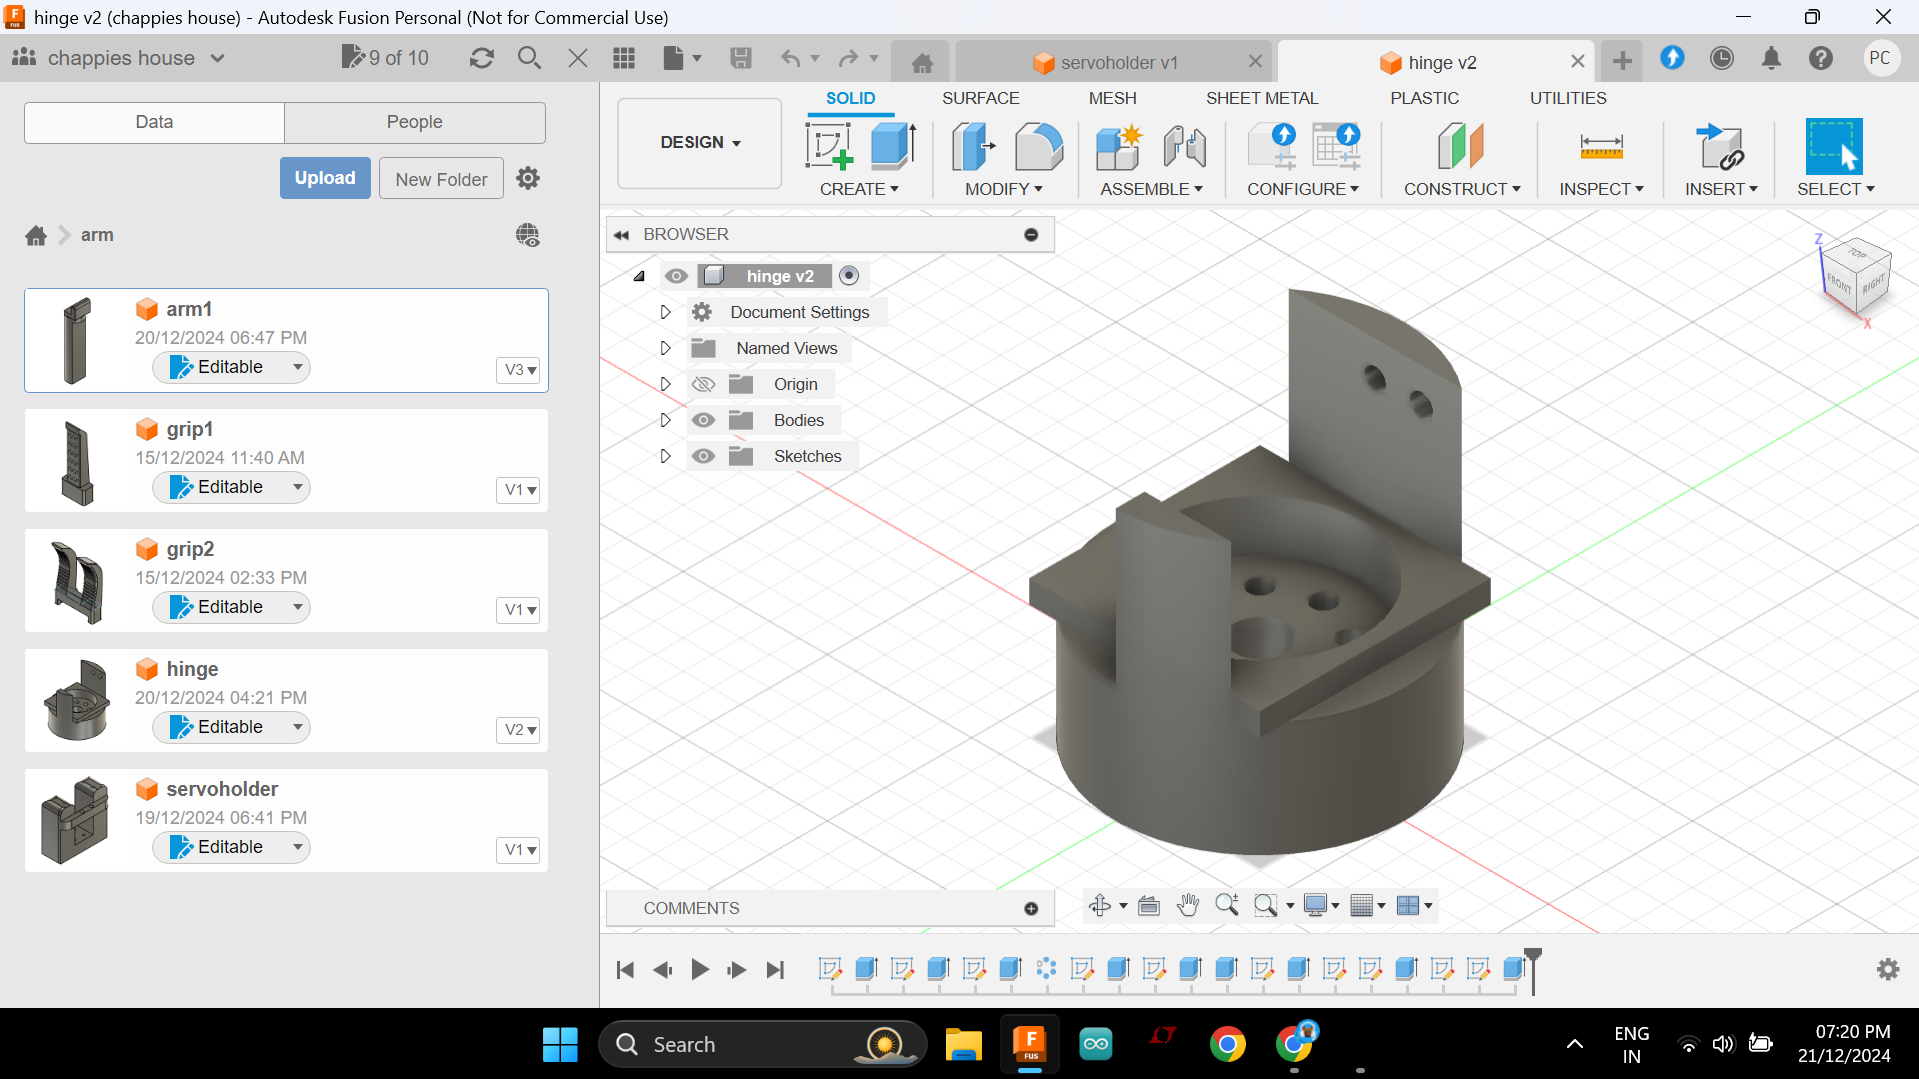 hinge v2 (chappies house) - Autodesk Fusion Personal (Not for Commercial Use)
chappies house
9 of 10
servoholder v1
hinge v2
PC
Data
People
Upload
New Folder
arm
arm1
20/12/2024 06:47 PM
Editable
V3
grip1
15/12/2024 11:40 AM
Editable
V1
grip2
15/12/2024 02:33 PM
Editable
V1
hinge
20/12/2024 04:21 PM
Editable
V2
servoholder
19/12/2024 06:41 PM
Editable
V1
DESIGN
SOLID
SURFACE
MESH
SHEET METAL
PLASTIC
UTILITIES
CREATE
MODIFY
ASSEMBLE
CONFIGURE
CONSTRUCT
INSPECT
INSERT
SELECT
BROWSER
hinge v2
Document Settings
Named Views
Origin
Bodies
Sketches
Z
TOP
FRONT
RIGHT
X
COMMENTS
Search
F
FUS
ENG
IN
07:20 PM
21/12/2024